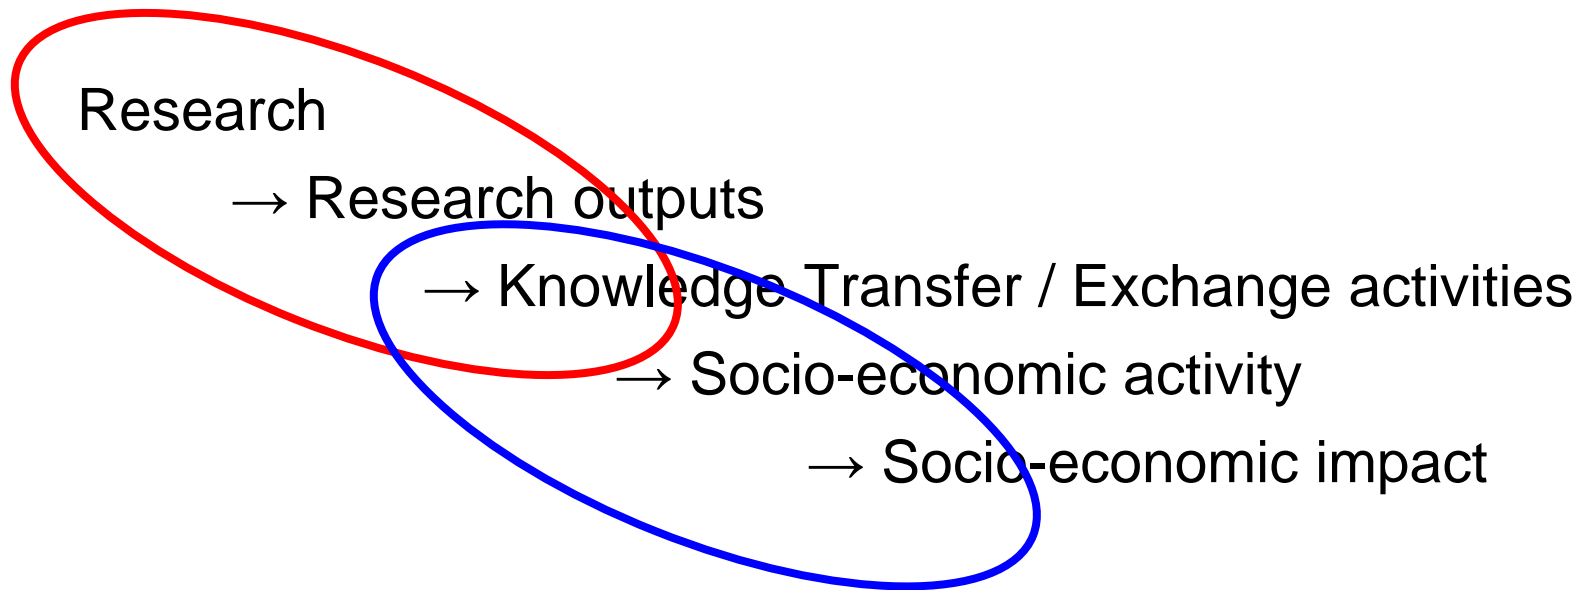 Research
→ Research outputs
→ Knowledge Transfer / Exchange activities
→ Socio-economic activity
→ Socio-economic impact